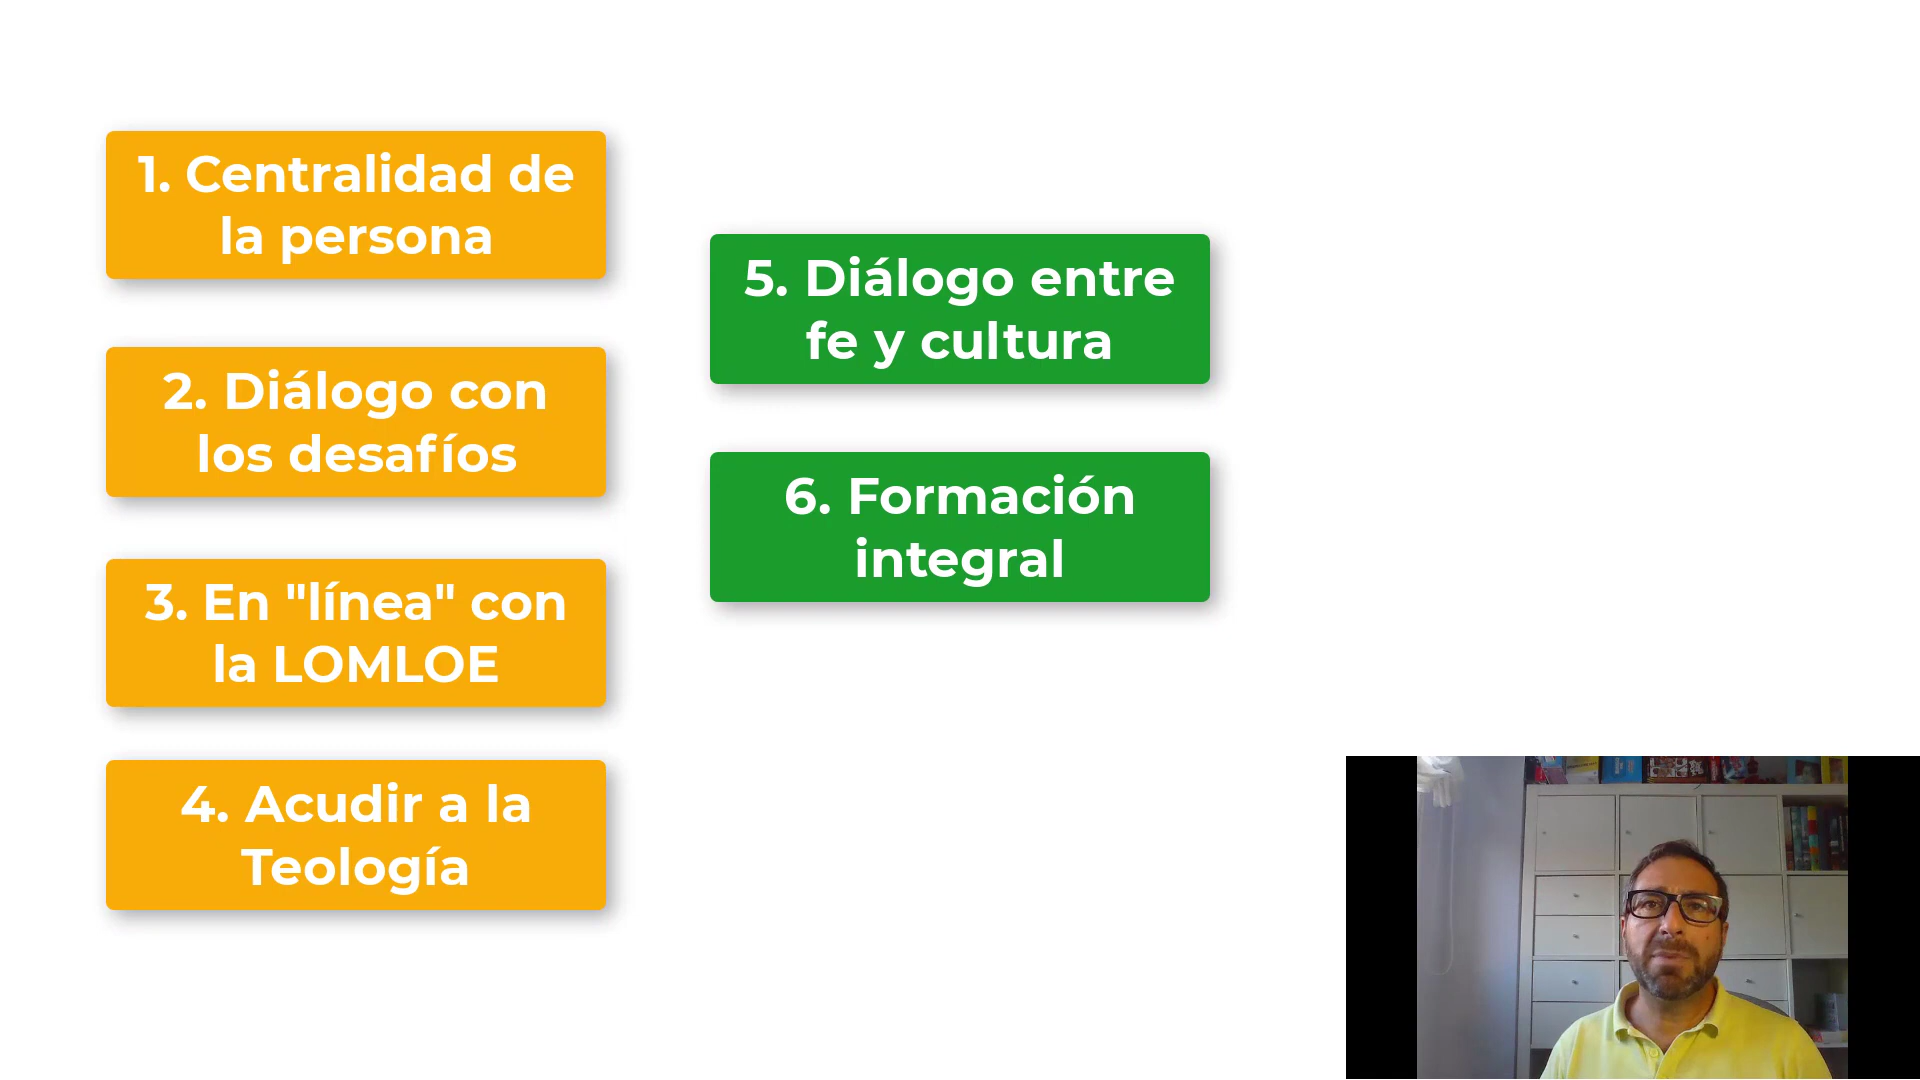 1. Centralidad de
la persona
2. Diálogo con
los desafíos
3. En "línea" con
la LOMLOE
4. Acudir a la
Teología
5. Diálogo entre
fe y cultura
6. Formación
integral